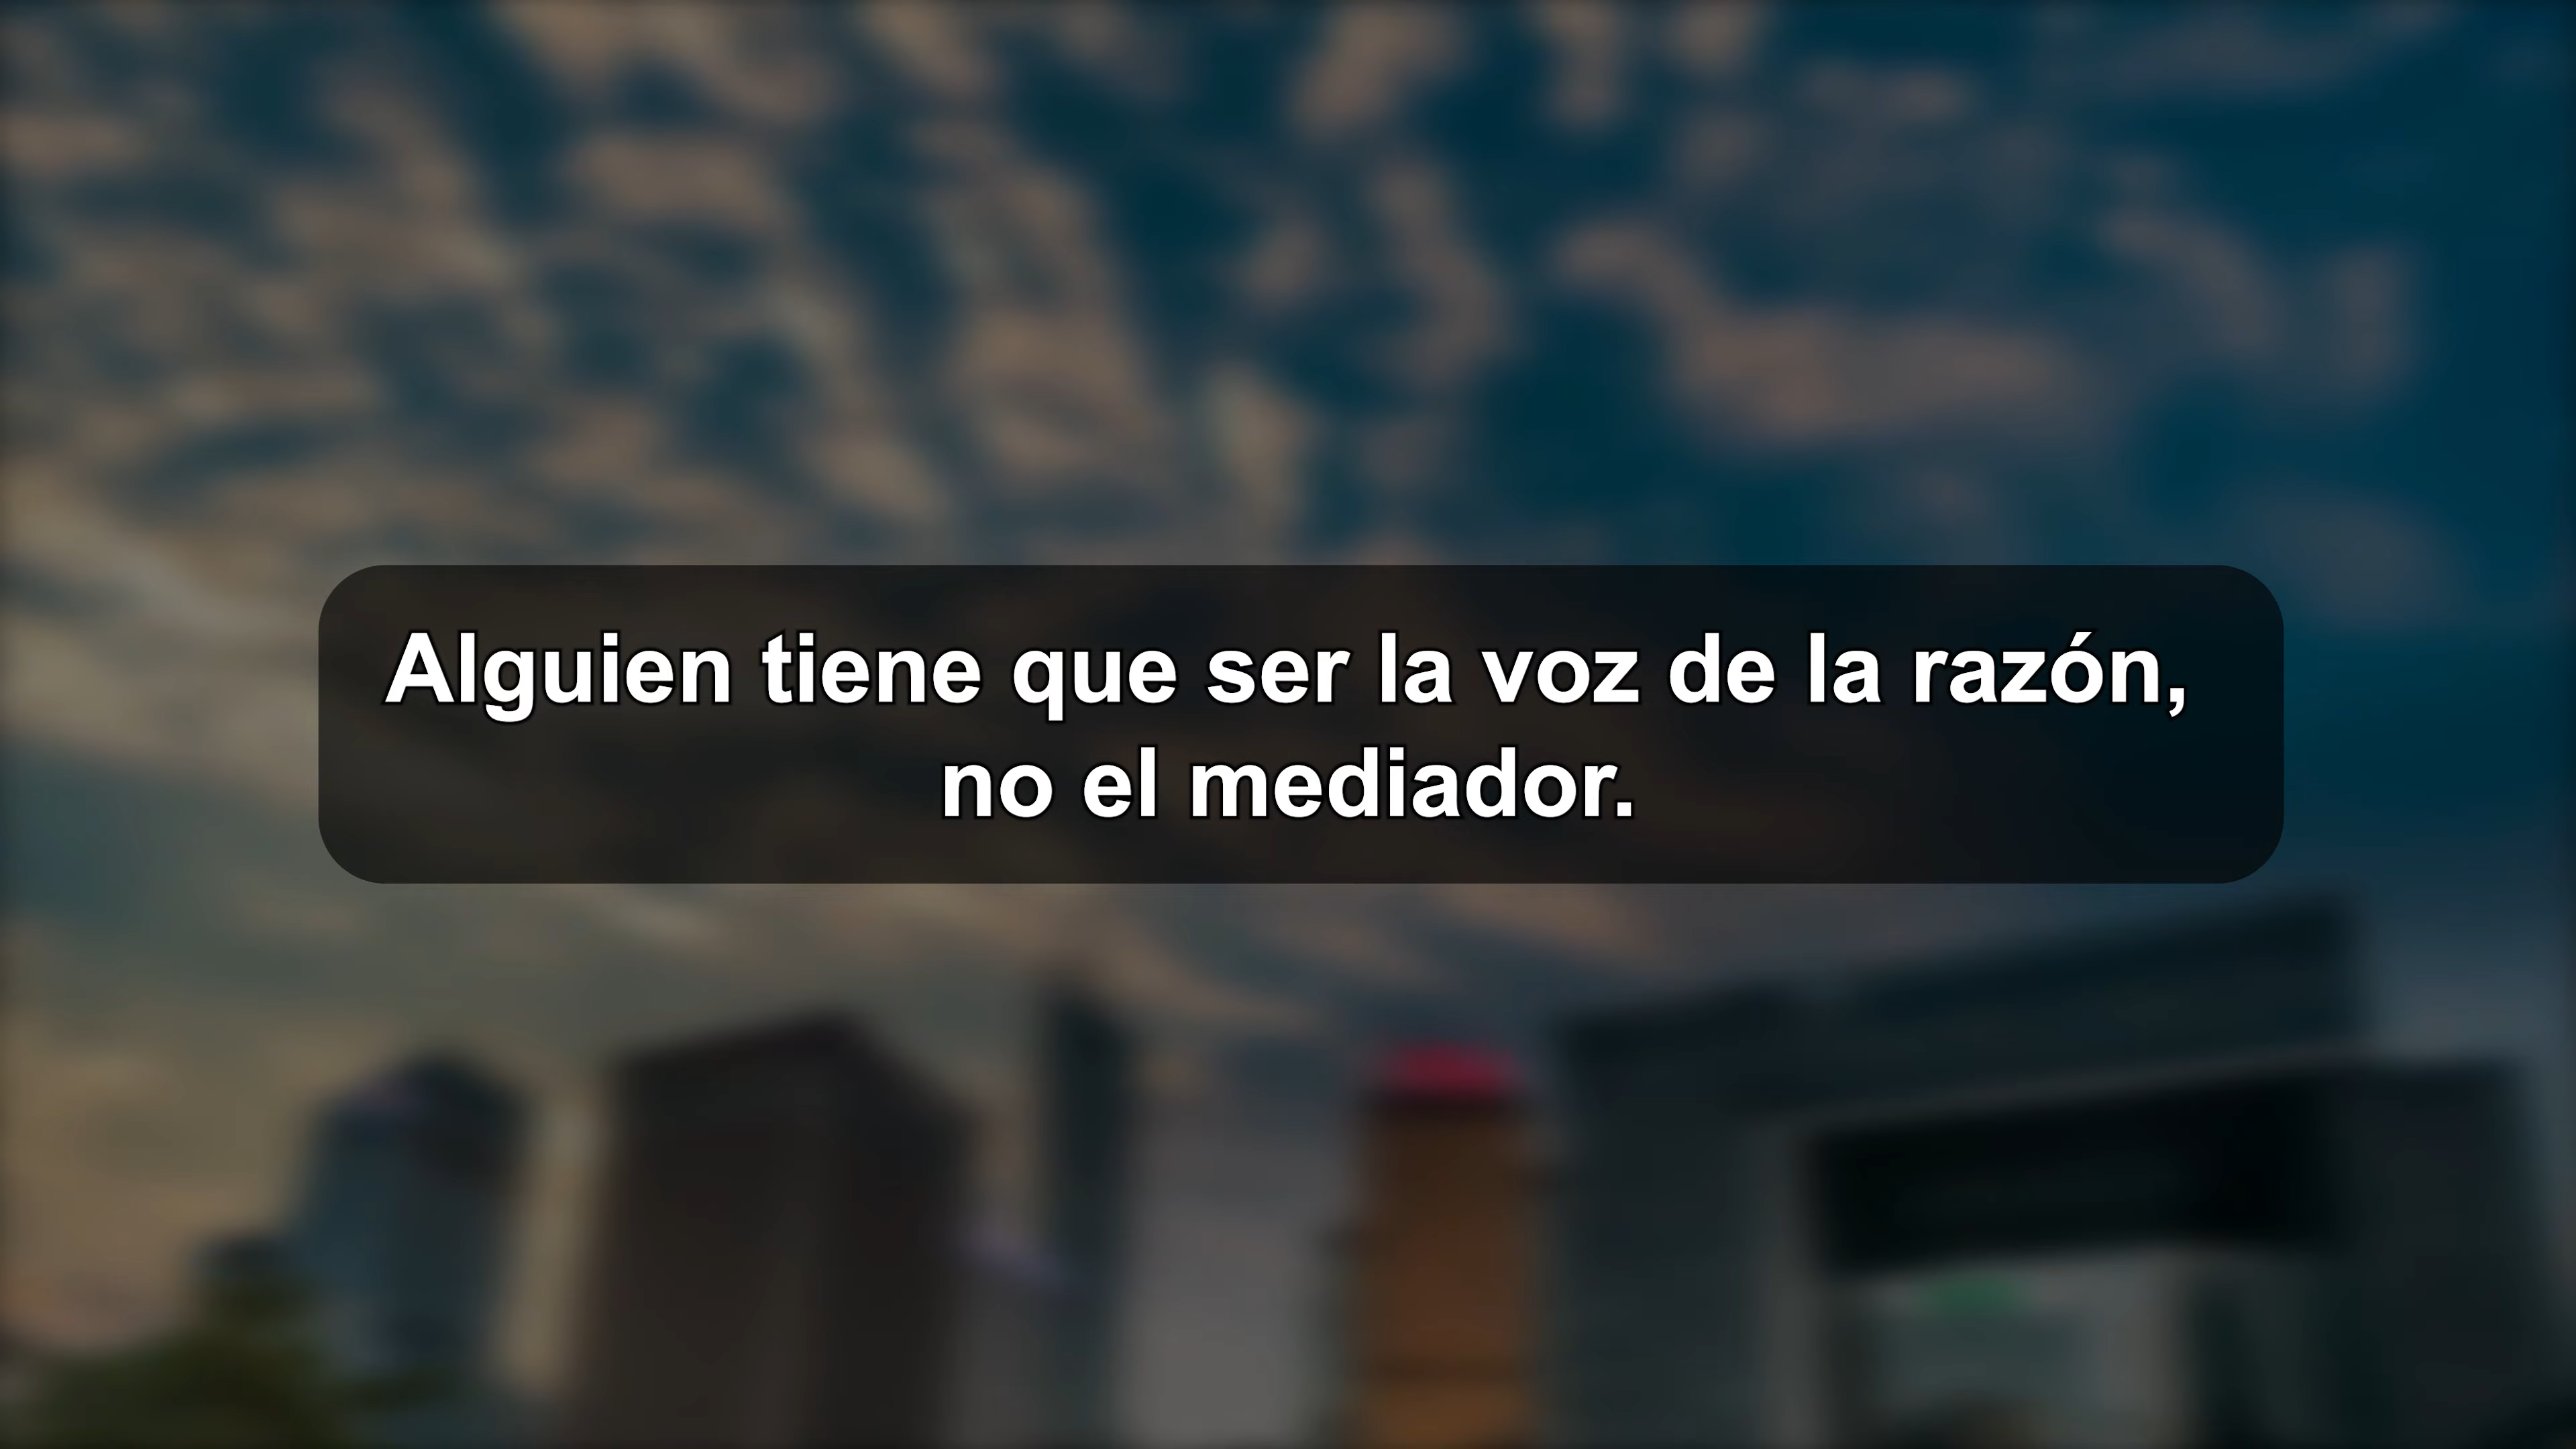 Alguien tiene que ser la voz de la razón,
no el mediador.